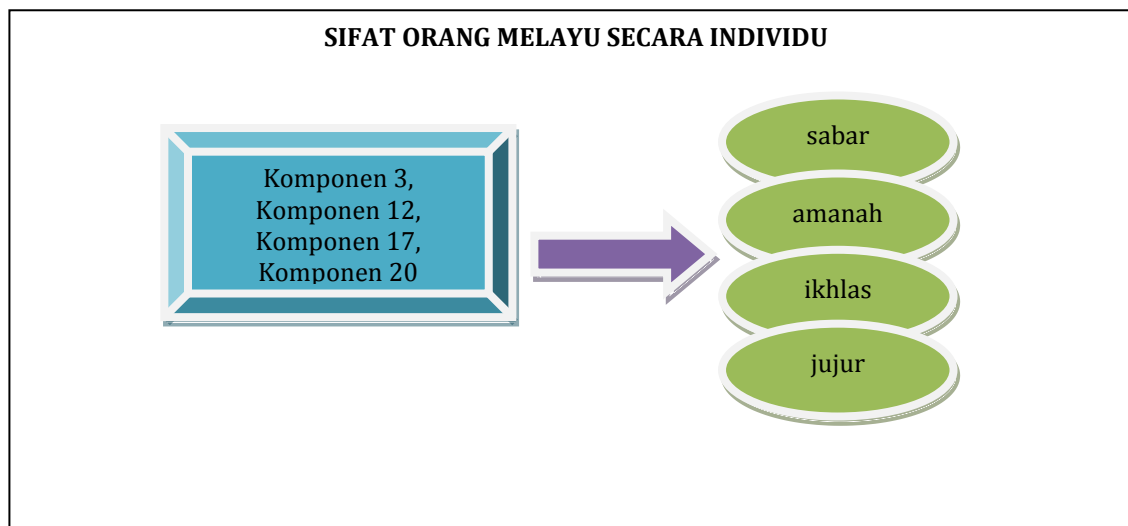 SIFAT ORANG MELAYU SECARA INDIVIDU
Komponen 3,
Komponen 12,
Komponen 17,
Komponen 20
sabar
amanah
ikhlas
jujur